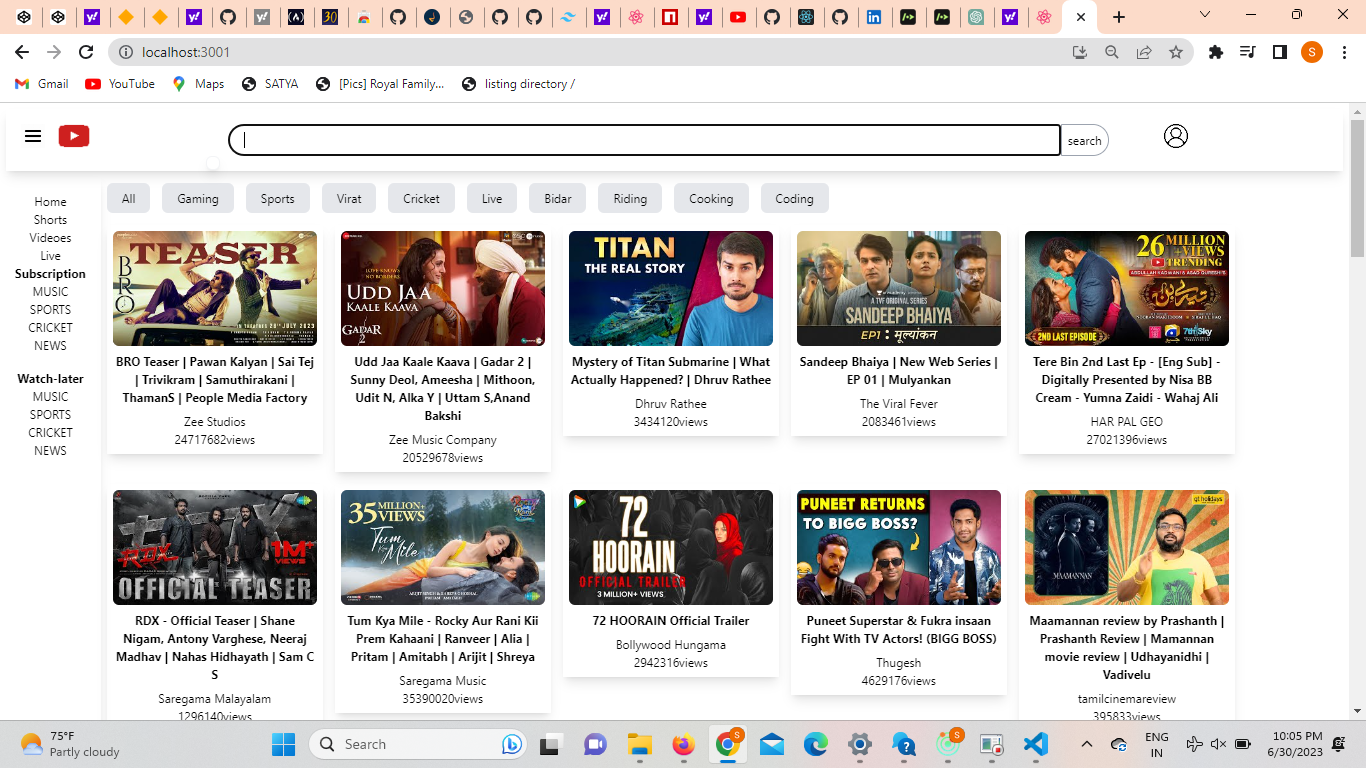 localhost:3001
S
Gmail
YouTube
Maps
SATYA
[Pics] Royal Family...
listing directory /
search
Home
Shorts
Videoes
Live
Subscription
MUSIC
SPORTS
CRICKET
NEWS
Watch-later
MUSIC
SPORTS
CRICKET
NEWS
All
Gaming
Sports
Virat
Cricket
Live
Bidar
Riding
Cooking
Coding
TEASER
BRO
BRO Teaser | Pawan Kalyan | Sai Tej
| Trivikram | Samuthirakani |
ThamanS | People Media Factory
Zee Studios
24717682views
LOVE KNOWS
NO BORDERS
UDD JAA
KAALE KAAVA
GADAR
2
Udd Jaa Kaale Kaava | Gadar 2 |
Sunny Deol, Ameesha | Mithoon,
Udit N, Alka Y | Uttam S,Anand
Bakshi
Zee Music Company
20529678views
TITAN
THE REAL STORY
Mystery of Titan Submarine | What
Actually Happened? | Dhruv Rathee
Dhruv Rathee
3434120views
A TVF ORIGINAL SERIES
SANDEEP BHAIYA
EP1 : मूल्यांकन
Sandeep Bhaiya | New Web Series |
EP 01 | Mulyankan
The Viral Fever
2083461views
26 MILLION
+VIEWS
TRENDING
2ND LAST EPISODE
7th Sky
Tere Bin 2nd Last Ep - [Eng Sub] -
Digitally Presented by Nisa BB
Cream - Yumna Zaidi - Wahaj Ali
HAR PAL GEO
27021396views
RDX
1M+
VIEWS
OFFICIAL TEASER
RDX - Official Teaser | Shane
Nigam, Antony Varghese, Neeraj
Madhav | Nahas Hidhayath | Sam C
S
Saregama Malayalam
1296140views
35 MILLION+
VIEWS
Tum
Kya Mile
Tum Kya Mile - Rocky Aur Rani Kii
Prem Kahaani | Ranveer | Alia |
Pritam | Amitabh | Arijit | Shreya
Saregama Music
35390020views
72
HOORAIN
OFFICIAL TRAILER
3 MILLION+ VIEWS
72 HOORAIN Official Trailer
Bollywood Hungama
2942316views
PUNEET RETURNS
TO BIGG BOSS?
Puneet Superstar & Fukra insaan
Fight With TV Actors! (BIGG BOSS)
Thugesh
4629176views
gt holidays
MAAMANNAN
Maamannan review by Prashanth |
Prashanth Review | Mamannan
movie review | Udhayanidhi |
Vadivelu
tamilcinemareview
395833views
75°F
Partly cloudy
Search
S
S
ENG
IN
10:05 PM
6/30/2023